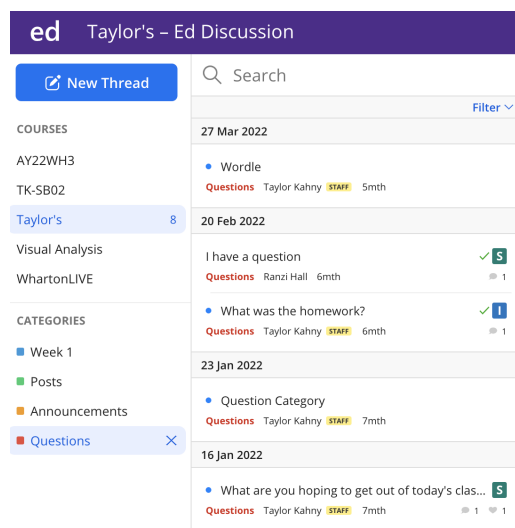 ed Taylor's – Ed Discussion
New Thread
COURSES
AY22WH3
TK-SB02
Taylor's 8
Visual Analysis
WhartonLIVE
CATEGORIES
Week 1
Posts
Announcements
Questions
Search
Filter
27 Mar 2022
Wordle
Questions Taylor Kahny STAFF 5mth
20 Feb 2022
I have a question S
Questions Ranzi Hall 6mth 1
What was the homework? I
Questions Taylor Kahny STAFF 6mth 1
23 Jan 2022
Question Category
Questions Taylor Kahny STAFF 7mth
16 Jan 2022
What are you hoping to get out of today's clas... S
Questions Taylor Kahny STAFF 7mth 1 1